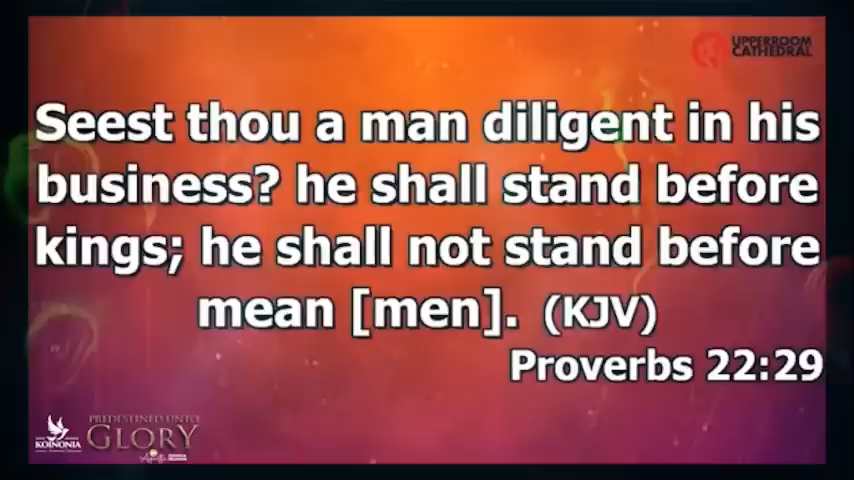 UPPERROOM
CATHEDRAL
Seest thou a man diligent in his
business? he shall stand before
kings; he shall not stand before
mean [men]. (KJV)
Proverbs 22:29
KOINONIA
PREDESTINED UNTO
GLORY